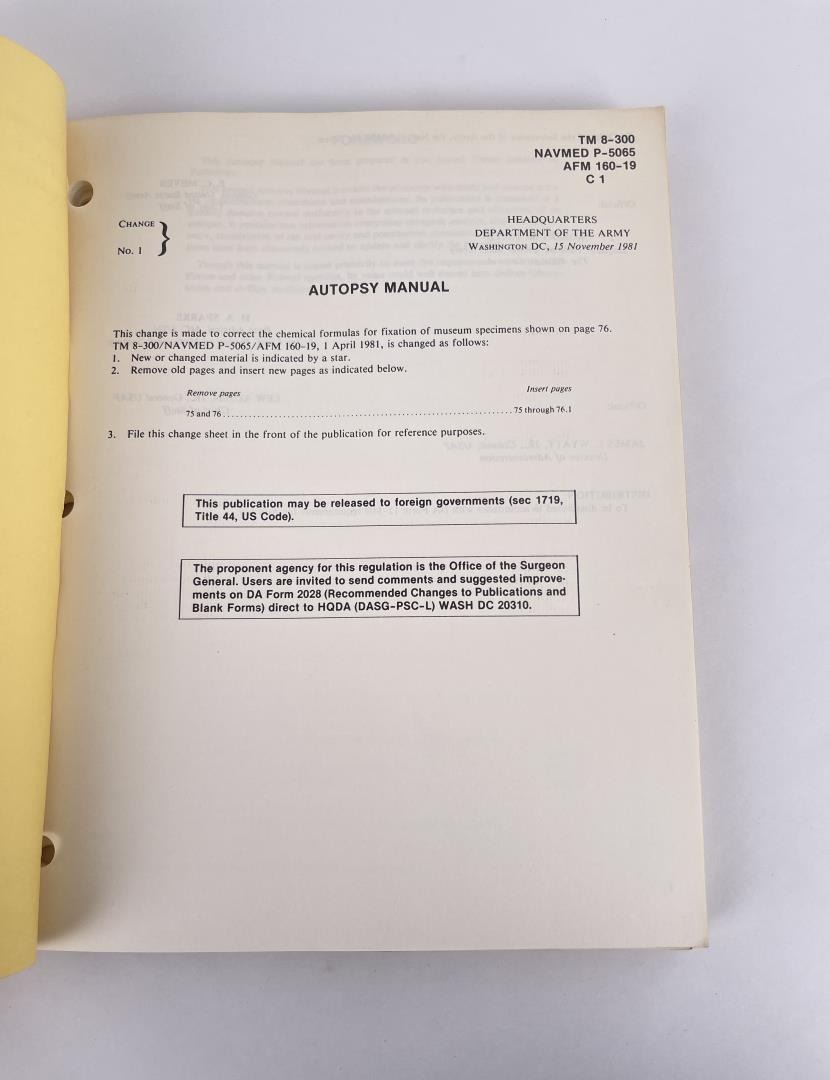 TM 8-300
NAVMED P-5065
AFM 160-19
C 1
CHANGE
No. 1
HEADQUARTERS
DEPARTMENT OF THE ARMY
WASHINGTON DC, 15 November 1981
AUTOPSY MANUAL
This change is made to correct the chemical formulas for fixation of museum specimens shown on page 76.
TM 8-300/NAVMED P-5065/AFM 160-19, 1 April 1981, is changed as follows:
1. New or changed material is indicated by a star.
2. Remove old pages and insert new pages as indicated below.
Remove pages Insert pages
75 and 76 ........................................................................ 75 through 76.1
3. File this change sheet in the front of the publication for reference purposes.
This publication may be released to foreign governments (sec 1719,
Title 44, US Code).
The proponent agency for this regulation is the Office of the Surgeon
General. Users are invited to send comments and suggested improve-
ments on DA Form 2028 (Recommended Changes to Publications and
Blank Forms) direct to HQDA (DASG-PSC-L) WASH DC 20310.